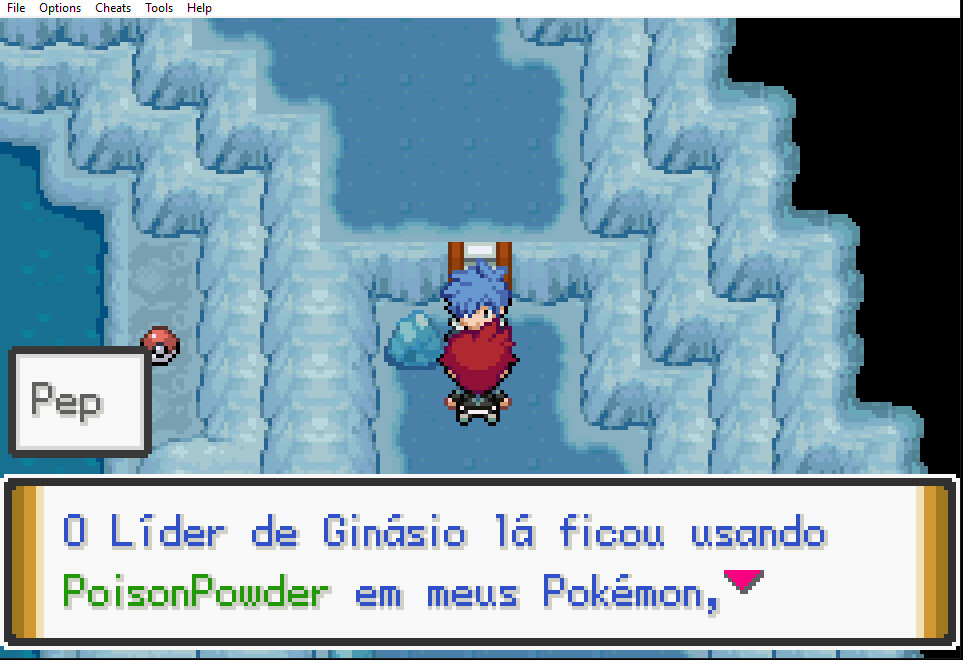 File Options Cheats Tools Help
Pep
O Líder de Ginásio lá ficou usando
PoisonPowder em meus Pokémon,